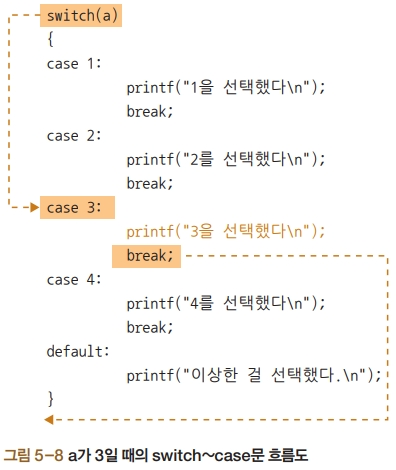 switch(a)
{
case 1:
printf("1을 선택했다\n");
break;
case 2:
printf("2를 선택했다\n");
break;
case 3:
printf("3을 선택했다\n");
break;
case 4:
printf("4를 선택했다\n");
break;
default:
printf("이상한 걸 선택했다.\n");
}
그림 5-8 a가 3일 때의 switch~case문 흐름도